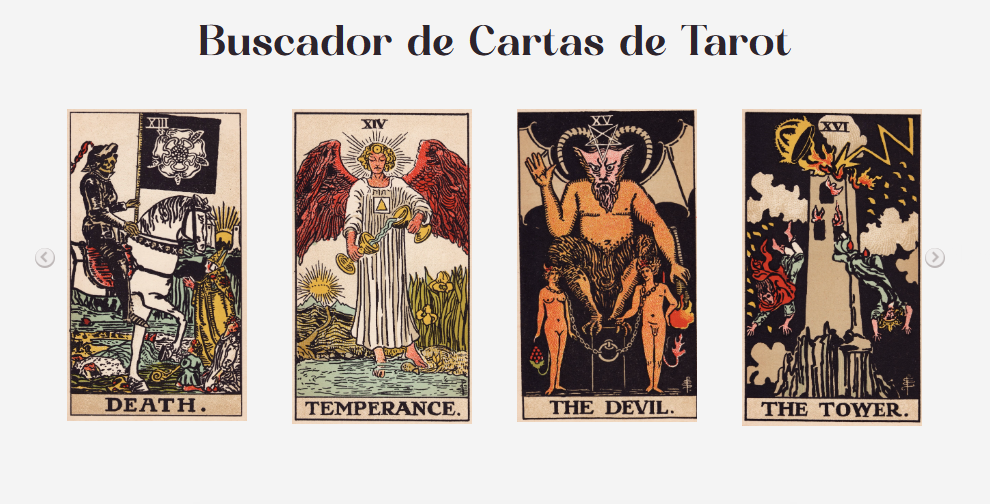 Buscador de Cartas de Tarot
XIII
XIV
XV
XVI
DEATH.
TEMPERANCE.
THE DEVIL.
THE TOWER.